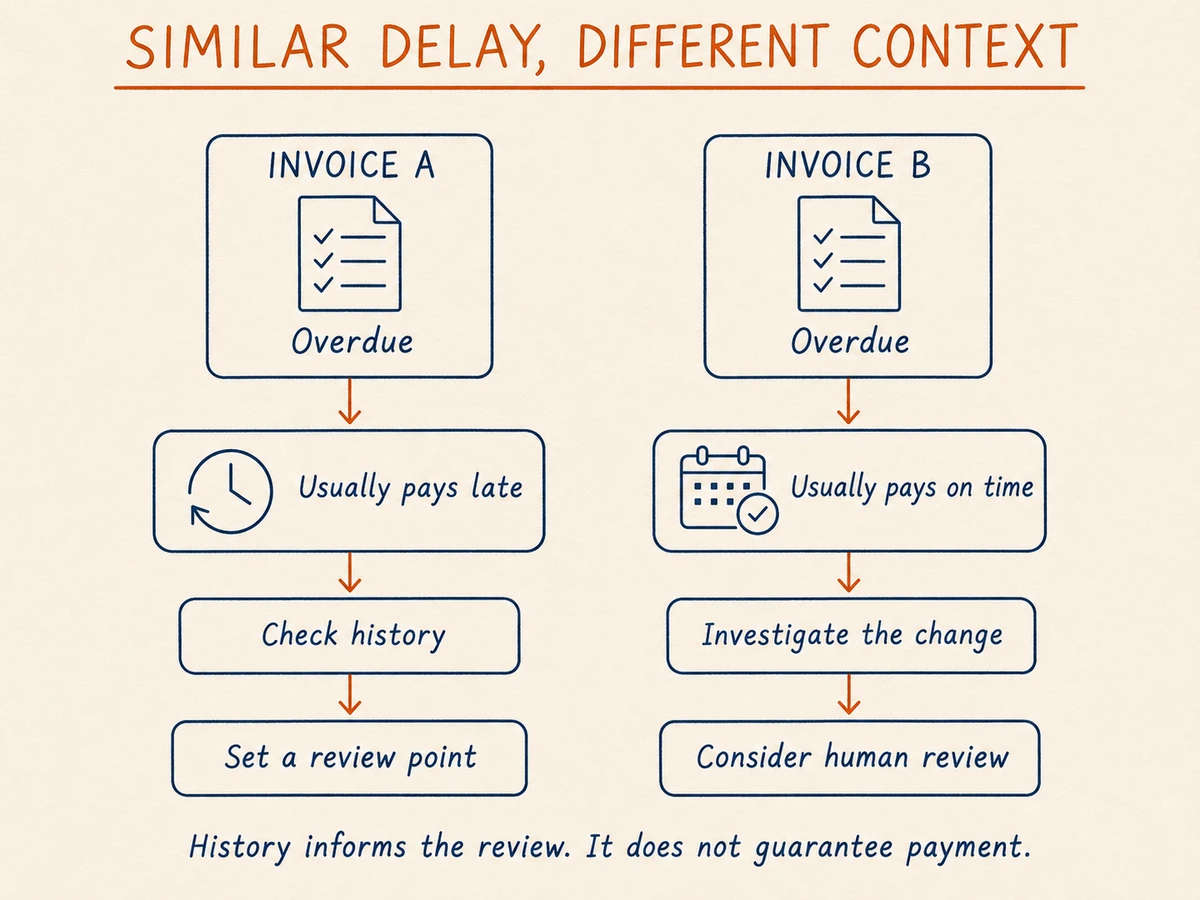 SIMILAR DELAY, DIFFERENT CONTEXT
INVOICE A
Overdue
Usually pays late
Check history
Set a review point
INVOICE B
Overdue
Usually pays on time
Investigate the change
Consider human review
History informs the review. It does not guarantee payment.